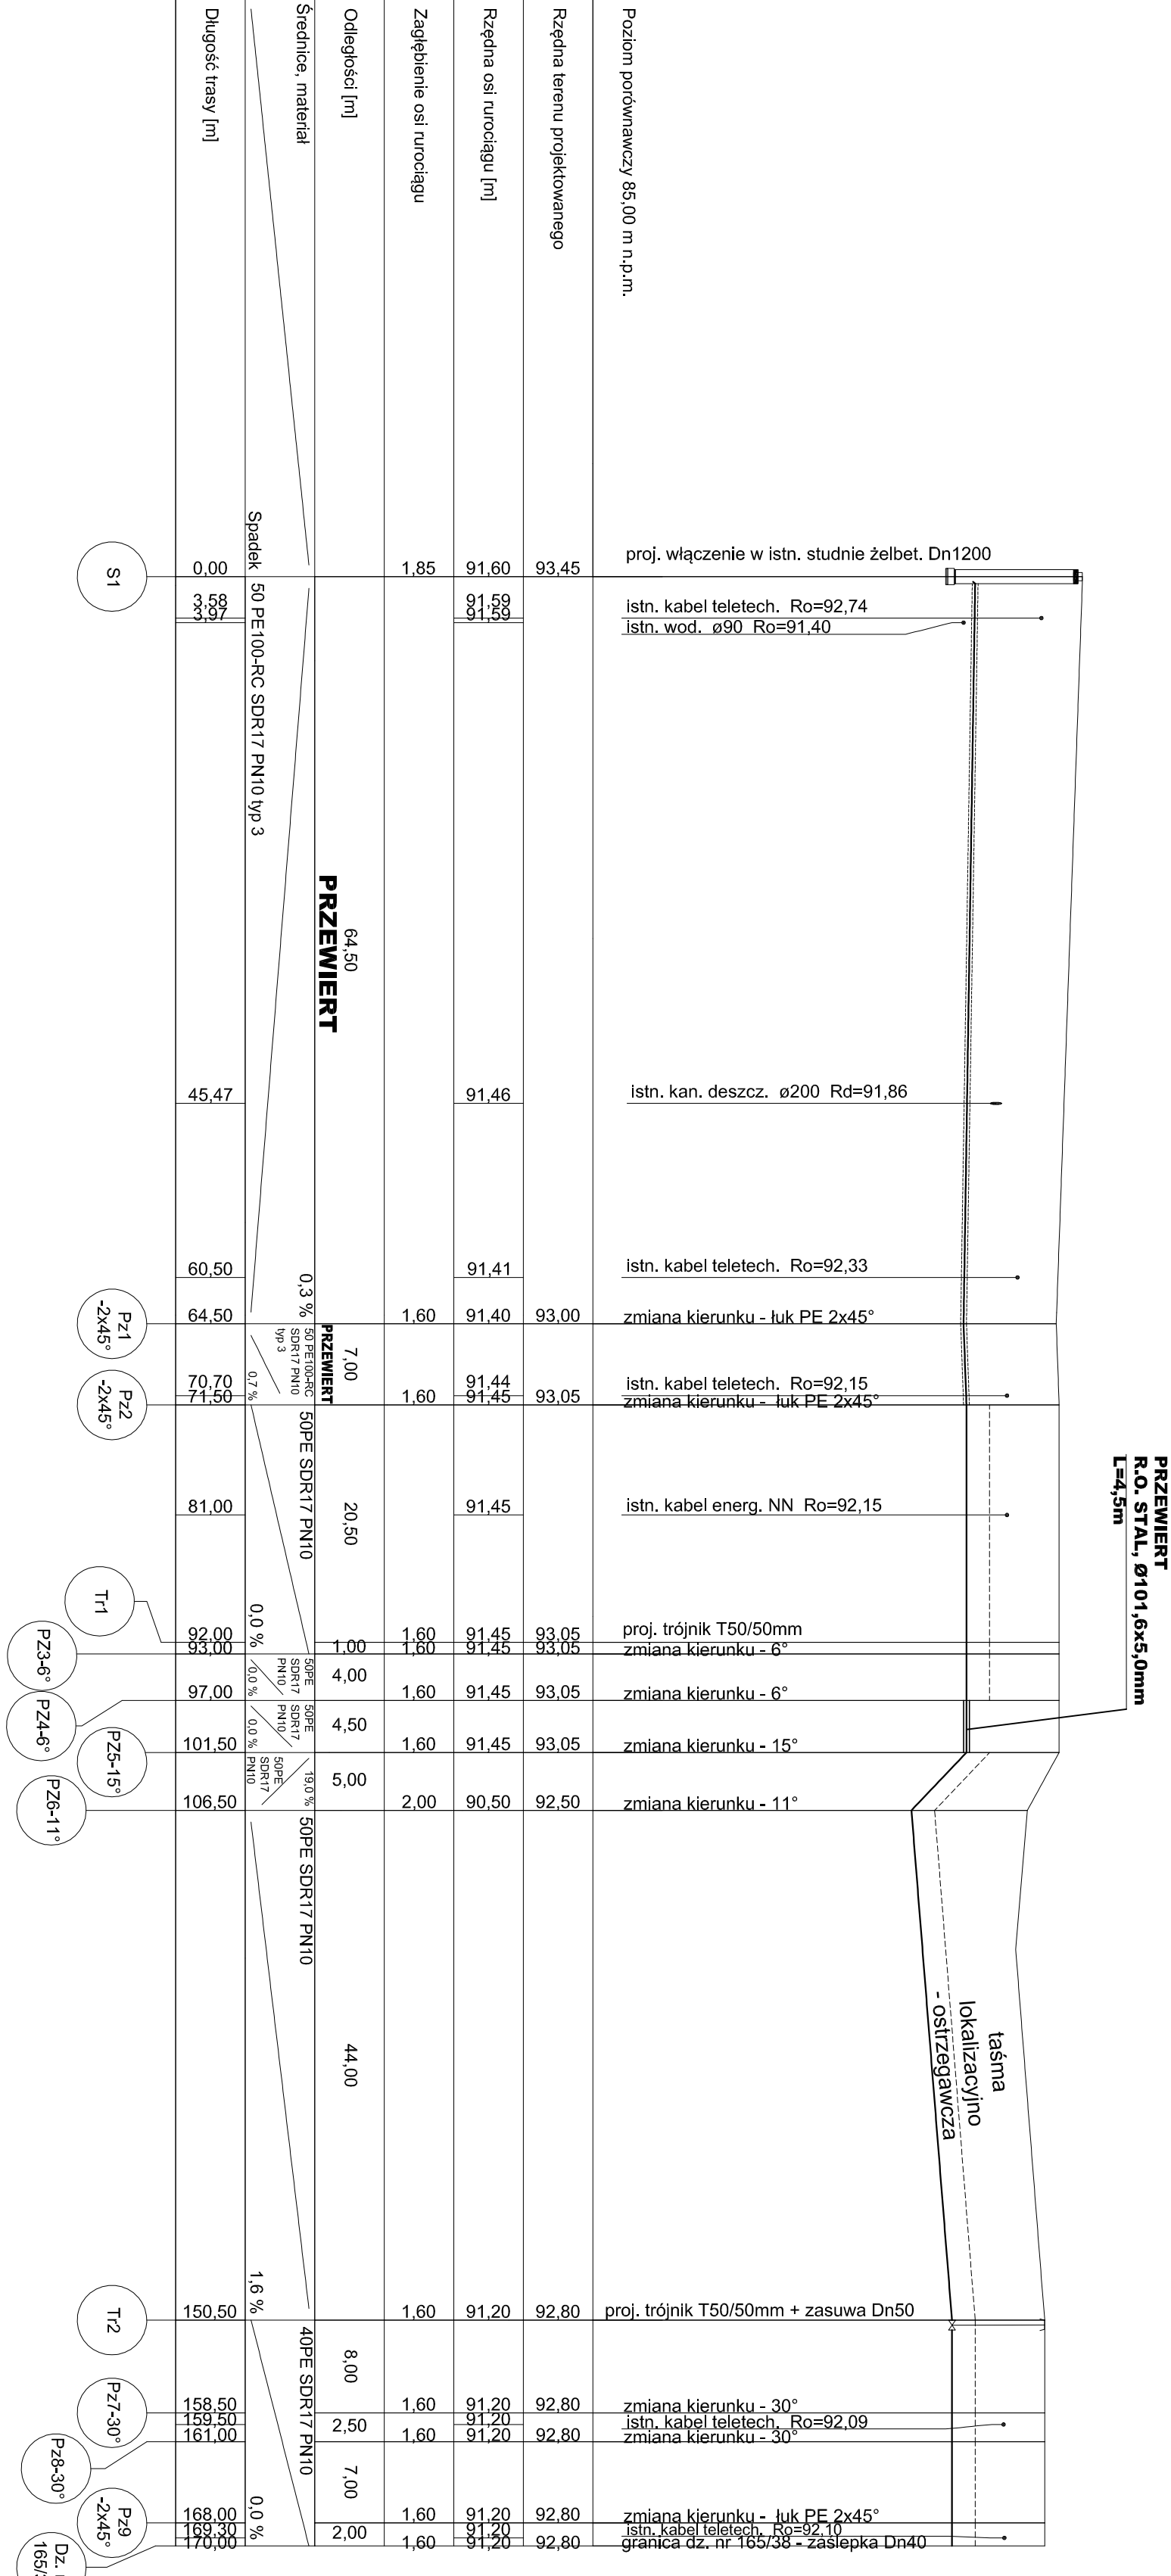 PRZEWIERT
R.O. STAL, Ø101,6x5,0mm
L=4,5m
taśma
lokalizacyjno
- ostrzegawcza
Poziom porównawczy 85,00 m n.p.m.
proj. włączenie w istn. studnie żelbet. Dn1200
istn. kabel teletech. Ro=92,74
istn. wod. ø90 Ro=91,40
istn. kan. deszcz. ø200 Rd=91,86
istn. kabel teletech. Ro=92,33
zmiana kierunku - łuk PE 2x45°
istn. kabel teletech. Ro=92,15
zmiana kierunku - łuk PE 2x45°
istn. kabel energ. NN Ro=92,15
proj. trójnik T50/50mm
zmiana kierunku - 6°
zmiana kierunku - 6°
zmiana kierunku - 15°
zmiana kierunku - 11°
proj. trójnik T50/50mm + zasuwa Dn50
zmiana kierunku - 30°
istn. kabel teletech. Ro=92,09
zmiana kierunku - 30°
zmiana kierunku - łuk PE 2x45°
istn. kabel teletech. Ro=92,10
granica dz. nr 165/38 - zaślepka Dn40
Rzędna terenu projektowanego
93,45
93,00
93,05
93,05
93,05
93,05
93,05
92,50
92,80
92,80
92,80
92,80
92,80
Rzędna osi rurociągu [m]
91,60
91,59
91,59
91,46
91,41
91,40
91,44
91,45
91,45
91,45
91,45
91,45
91,45
90,50
91,20
91,20
91,20
91,20
91,20
91,20
91,20
Zagłębienie osi rurociągu
1,85
1,60
1,60
1,60
1,60
1,60
1,60
2,00
1,60
1,60
1,60
1,60
1,60
Odległości [m]
64,50
PRZEWIERT
7,00
PRZEWIERT
20,50
1,00
4,00
4,50
5,00
44,00
8,00
2,50
7,00
2,00
Średnice, materiał
Spadek
50 PE100-RC SDR17 PN10 typ 3
0,3 %
50 PE100-RC
SDR17 PN10
typ 3
0,7 %
50PE SDR17 PN10
0,0 %
50PE
SDR17
PN10
0,0 %
50PE
SDR17
PN10
0,0 %
19,0 %
50PE
SDR17
PN10
50PE SDR17 PN10
1,6 %
40PE SDR17 PN10
0,0 %
Długość trasy [m]
0,00
3,58
3,97
45,47
60,50
64,50
70,70
71,50
81,00
92,00
93,00
97,00
101,50
106,50
150,50
158,50
159,50
161,00
168,00
169,30
170,00
S1
Pz1
-2x45°
Pz2
-2x45°
Tr1
PZ3-6°
PZ4-6°
PZ5-15°
PZ6-11°
Tr2
Pz7-30°
Pz8-30°
Pz9
-2x45°
Dz.
165/